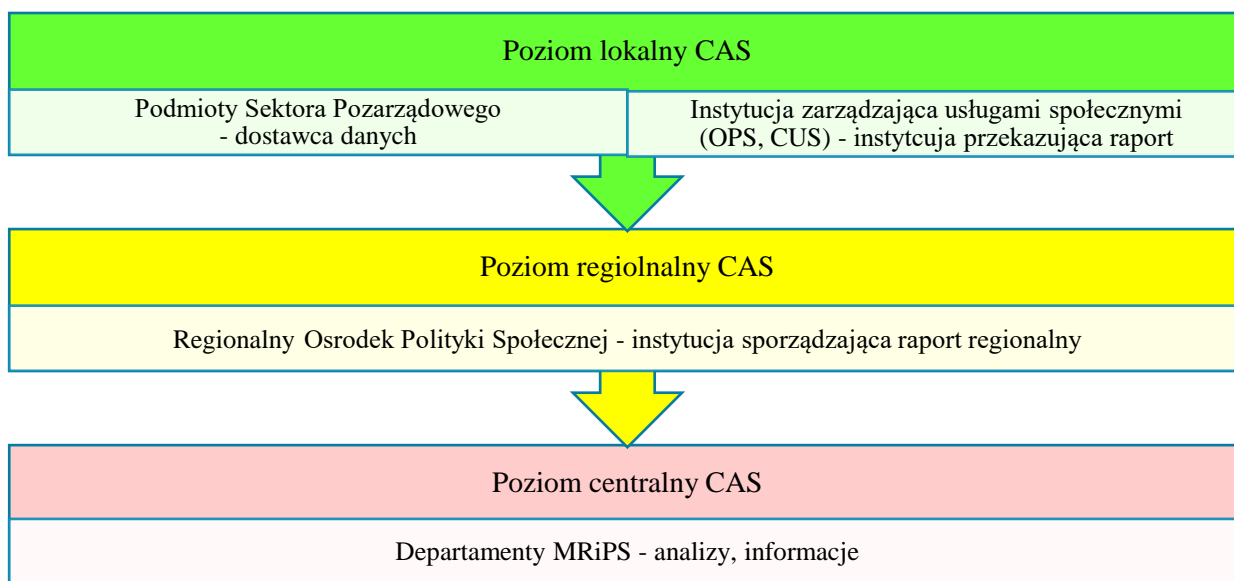 Poziom lokalny CAS
Podmioty Sektora Pozarządowego
- dostawca danych
Instytucja zarządzająca usługami społecznymi
(OPS, CUS) - instytcuja przekazująca raport
Poziom regiolnalny CAS
Regionalny Osrodek Polityki Społecznej - instytucja sporządzająca raport regionalny
Poziom centralny CAS
Departamenty MRiPS - analizy, informacje